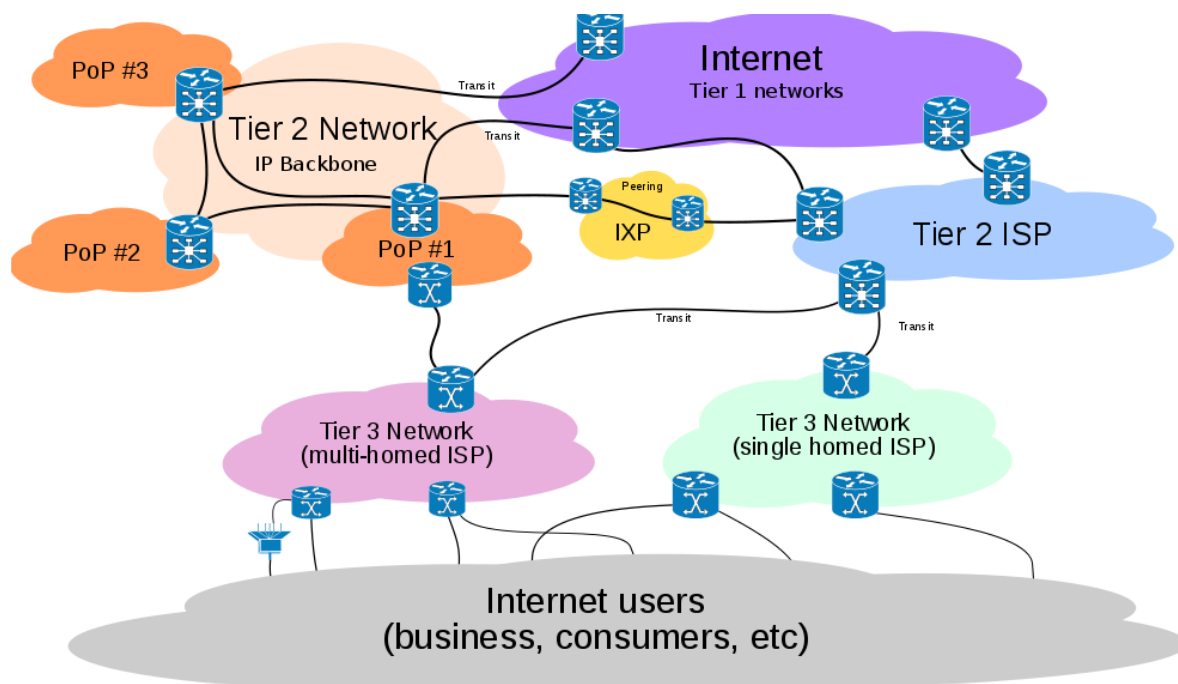 PoP #3
Internet
Tier 1 networks
Transit
Tier 2 Network
IP Backbone
Transit
Peering
IXP
Tier 2 ISP
PoP #2
PoP #1
Transit
Transit
Tier 3 Network
(multi-homed ISP)
Tier 3 Network
(single homed ISP)
Internet users
(business, consumers, etc)